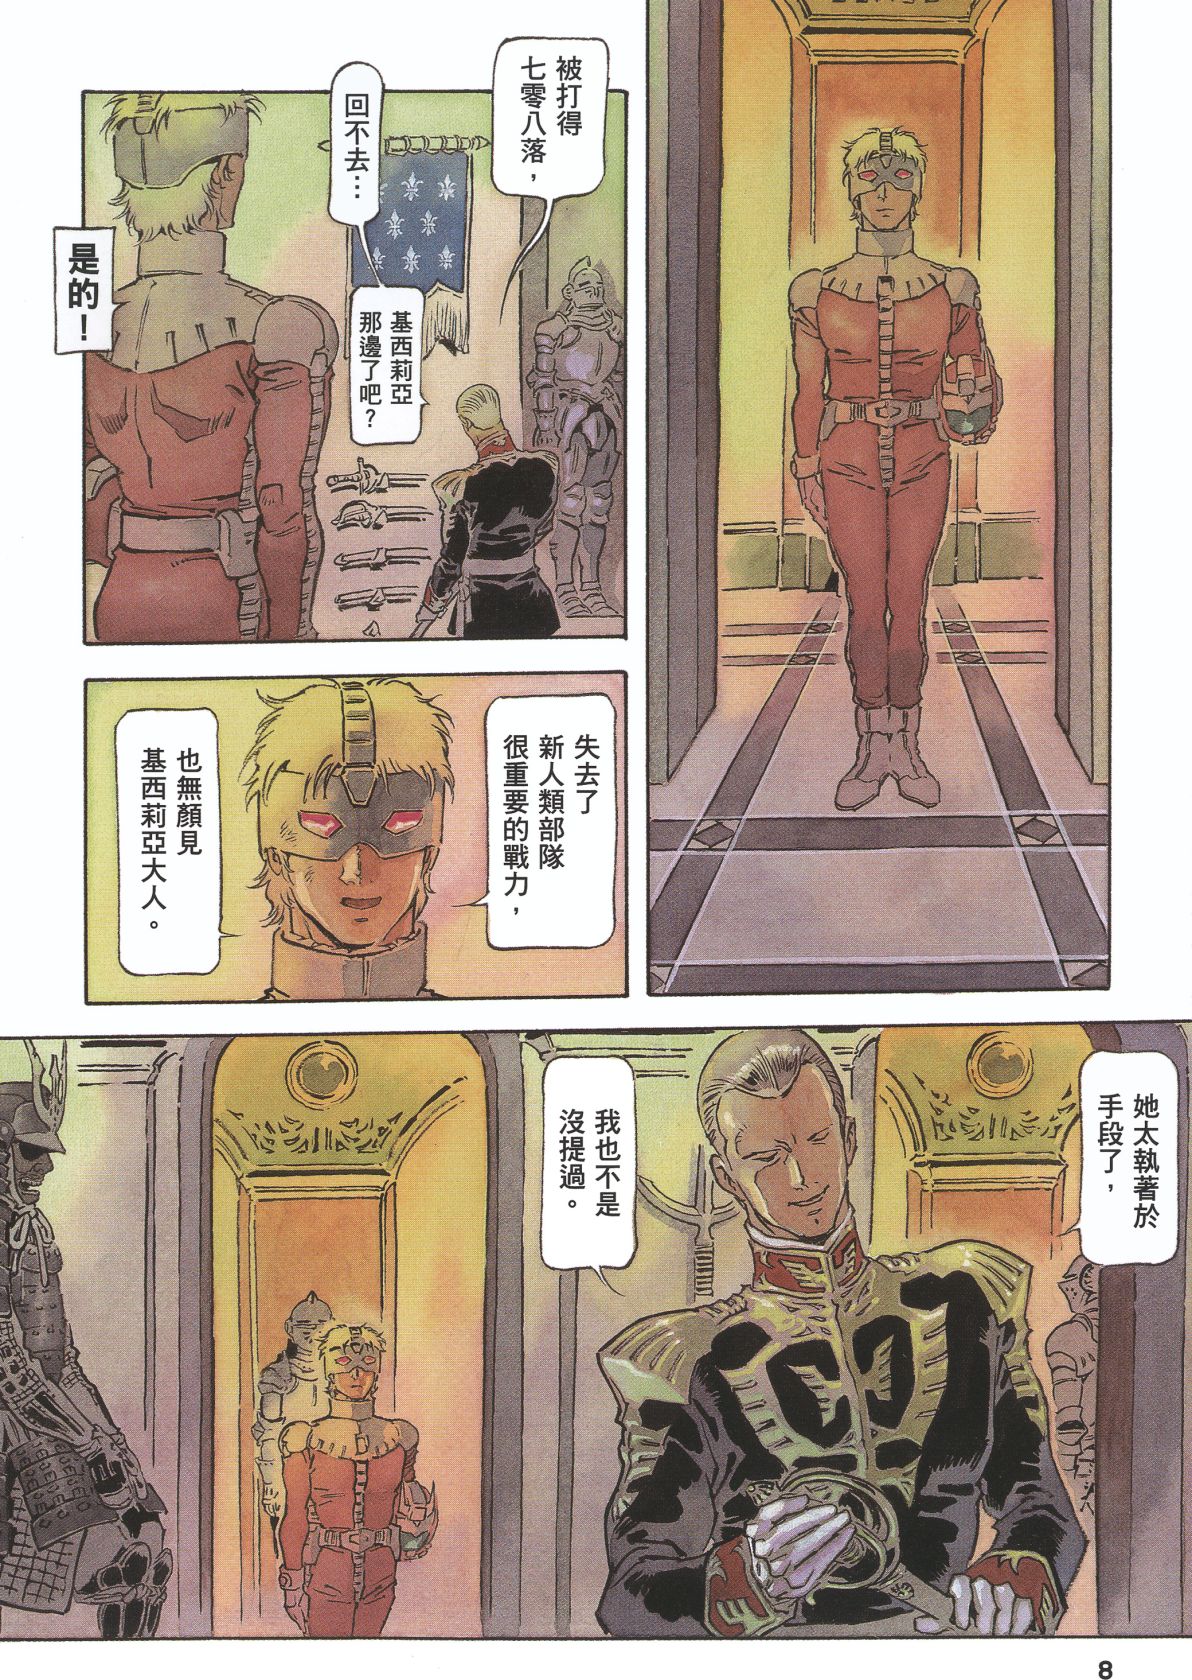 被打得
七零八落，
回不去…
基西莉亞
那邊了吧？
是的！
失去了
新人類部隊
很重要的戰力，
也無顏見
基西莉亞大人。
她太執著於
手段了，
我也不是
沒提過。
8